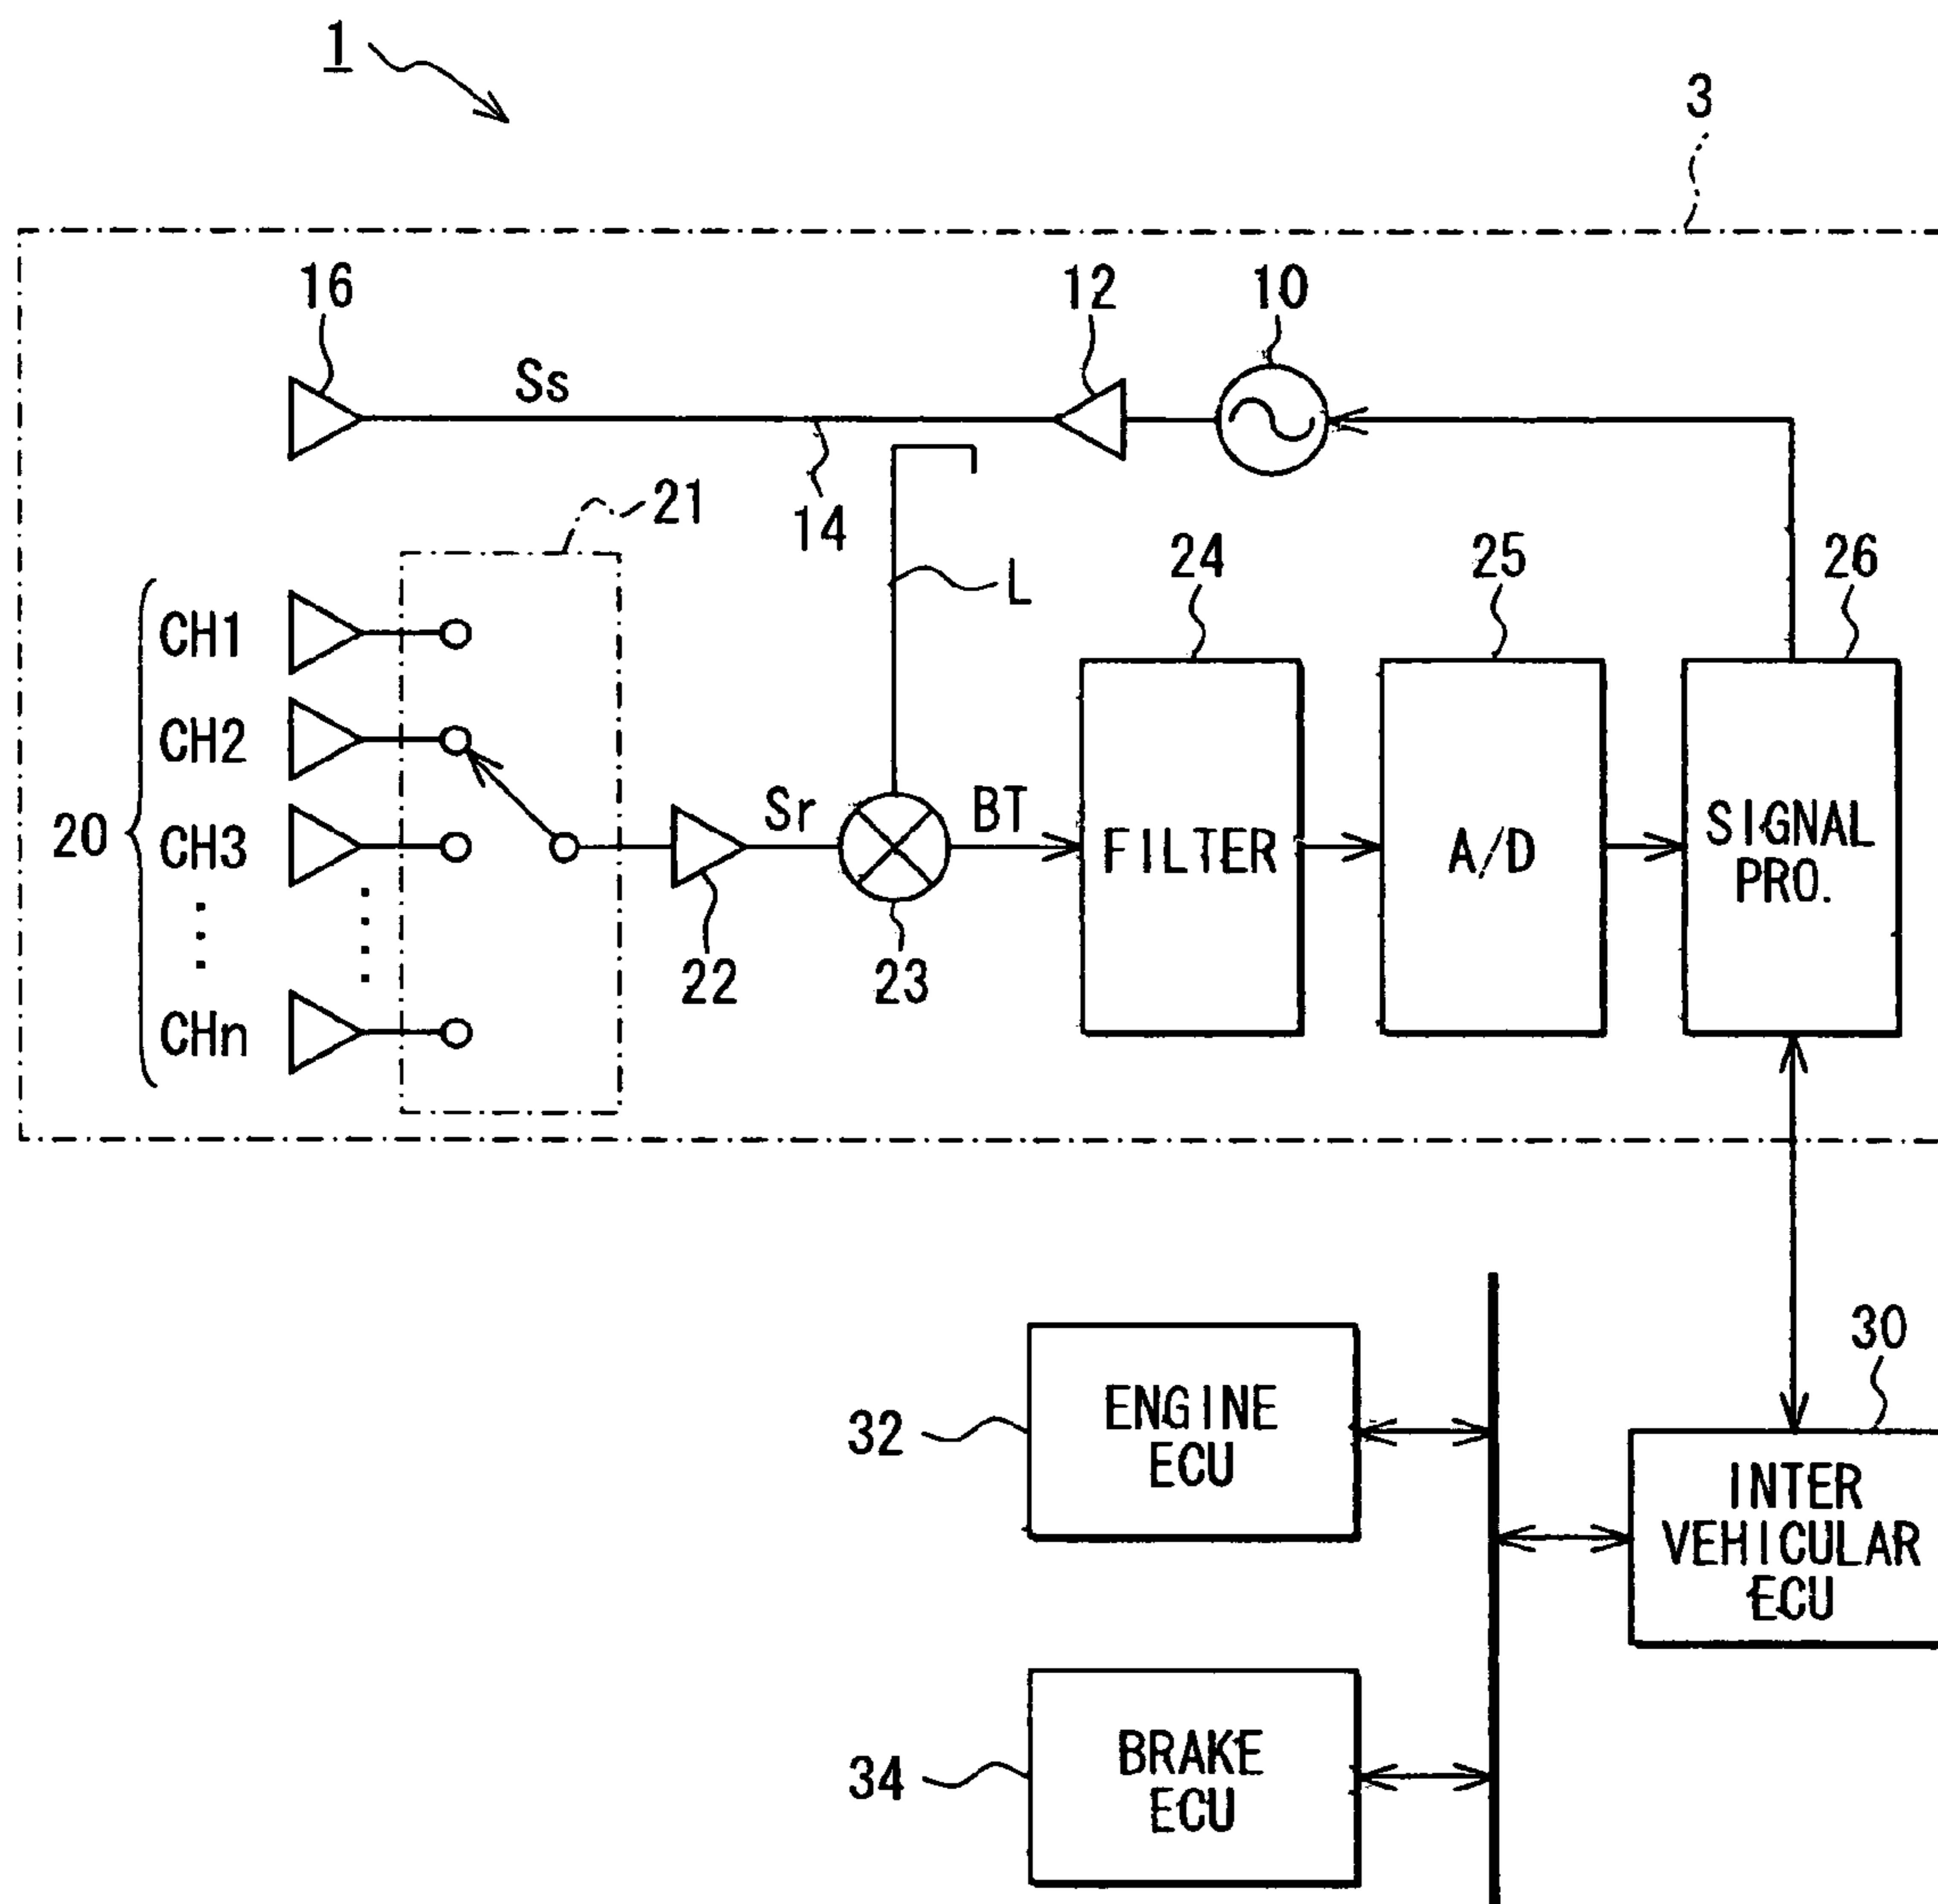 1
3
16
12
10
Ss
21
14
24
25
26
L
CH1
CH2
CH3
CHn
20
Sr
BT
22
23
FILTER
A/D
SIGNAL
PRO.
30
32
ENGINE
ECU
INTER
VEHICULAR
ECU
34
BRAKE
ECU